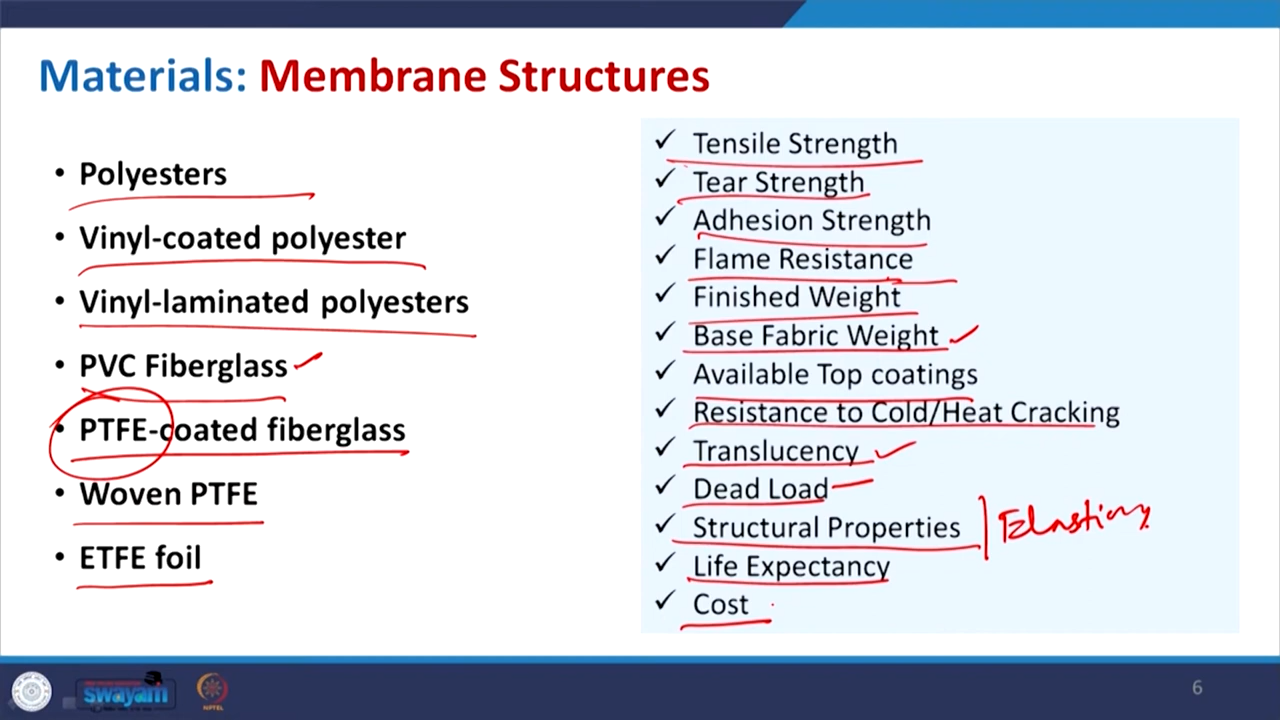 Materials: Membrane Structures
• Polyesters
• Vinyl-coated polyester
• Vinyl-laminated polyesters
• PVC Fiberglass
• PTFE-coated fiberglass
• Woven PTFE
• ETFE foil
✓ Tensile Strength
✓ Tear Strength
✓ Adhesion Strength
✓ Flame Resistance
✓ Finished Weight
✓ Base Fabric Weight
✓ Available Top coatings
✓ Resistance to Cold/Heat Cracking
✓ Translucency
✓ Dead Load
✓ Structural Properties
✓ Life Expectancy
✓ Cost
swayam
NPTEL
6